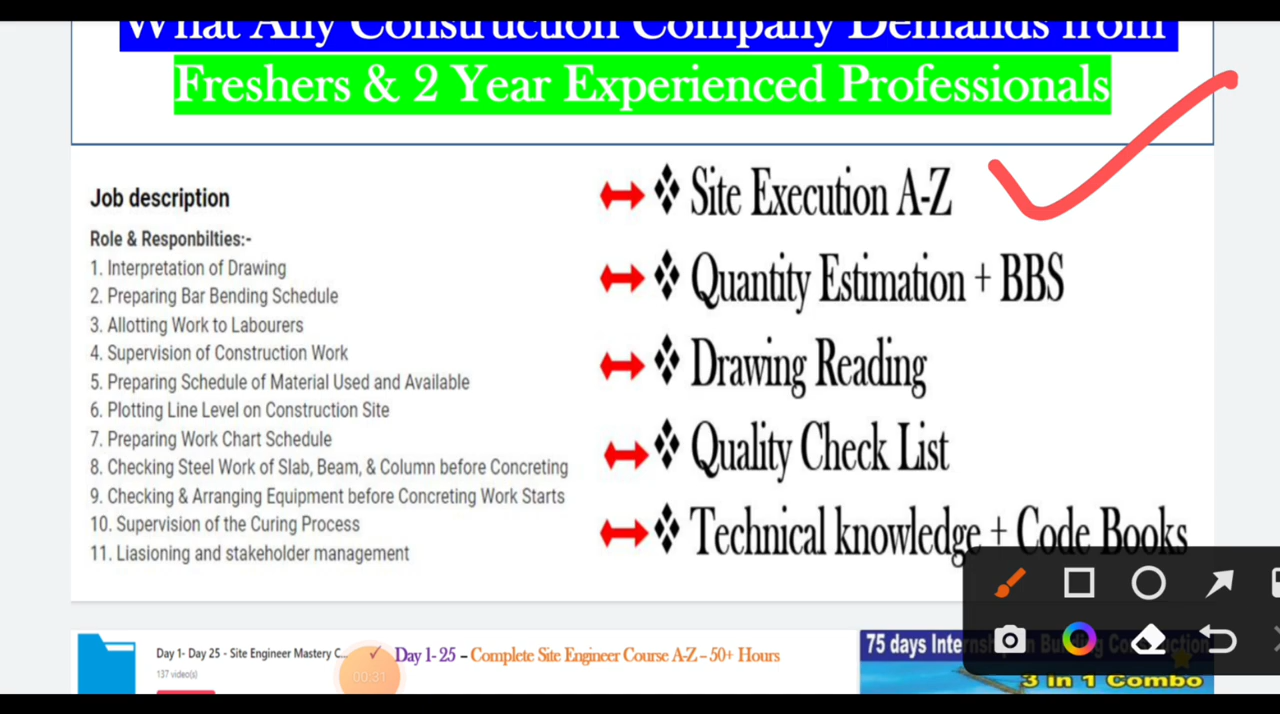 What Any Construction Company Demands from
Freshers & 2 Year Experienced Professionals
Job description
Role & Responbilties:-
1. Interpretation of Drawing
2. Preparing Bar Bending Schedule
3. Allotting Work to Labourers
4. Supervision of Construction Work
5. Preparing Schedule of Material Used and Available
6. Plotting Line Level on Construction Site
7. Preparing Work Chart Schedule
8. Checking Steel Work of Slab, Beam, & Column before Concreting
9. Checking & Arranging Equipment before Concreting Work Starts
10. Supervision of the Curing Process
11. Liasioning and stakeholder management
Site Execution A-Z
Quantity Estimation + BBS
Drawing Reading
Quality Check List
Technical knowledge + Code Books
Day 1- Day 25 - Site Engineer Mastery C...
137 video(s)
00:31
Day 1- 25 – Complete Site Engineer Course A-Z – 50+ Hours
75 days
3 in 1 Combo